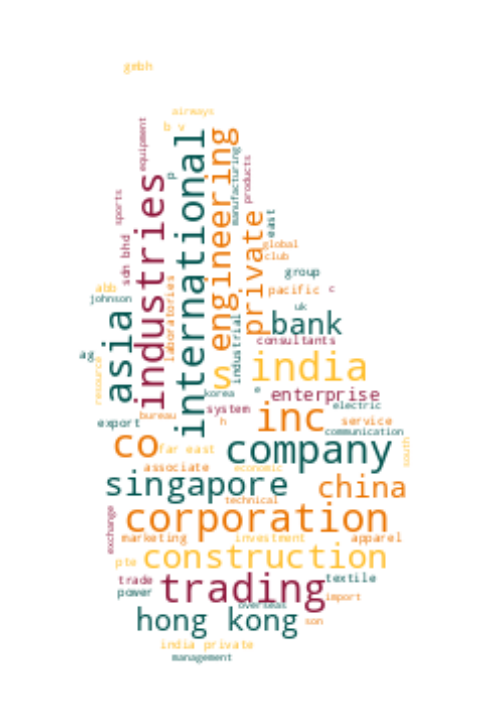 gmbh
airways
b v
equipment
international
engineering
p
manufacturing
products
industries
sports
private
east
sdn bhd
global
club
group
laboratories
abb
pacific
c
johnson
asia
uk
bank
industrial
consultants
ag
resource
s
india
korea
e
enterprise
system
electric
bureau
inc
export
h
service
communication
co
far east
company
south
associate
economic
singapore
china
technical
exchange
corporation
marketing
investment
apparel
construction
pte
trade
trading
textile
power
import
overseas
hong kong
son
india private
management